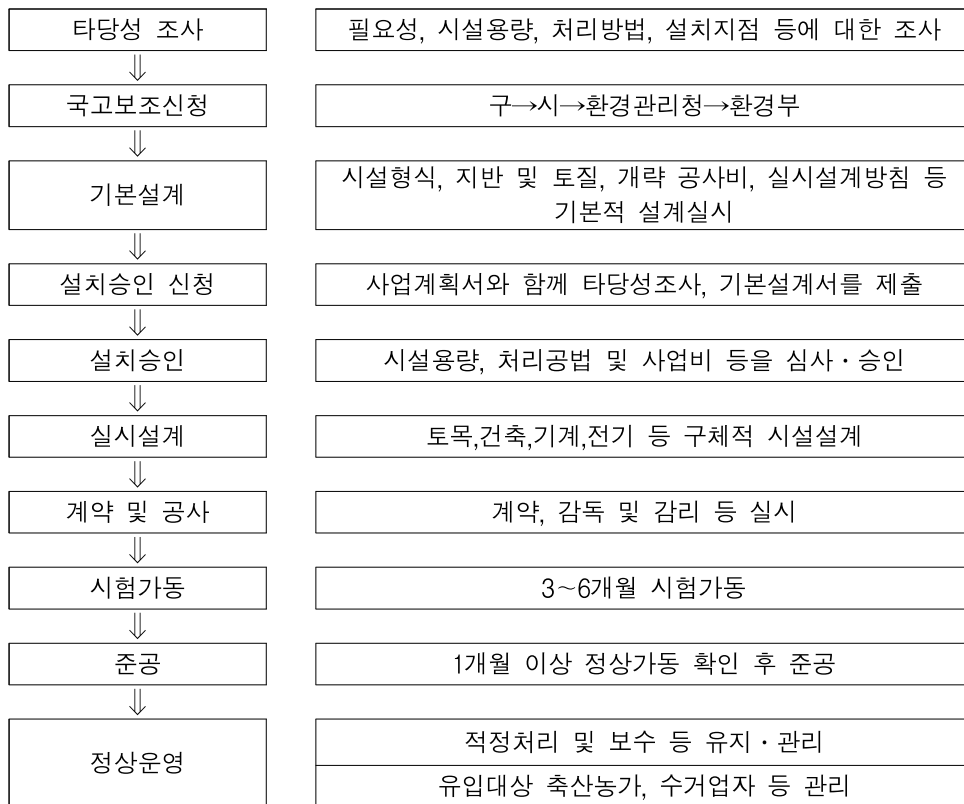 타당성 조사
필요성, 시설용량, 처리방법, 설치지점 등에 대한 조사
⇓
국고보조신청
구→시→환경관리청→환경부
⇓
기본설계
시설형식, 지반 및 토질, 개략 공사비, 실시설계방침 등
기본적 설계실시
⇓
설치승인 신청
사업계획서와 함께 타당성조사, 기본설계서를 제출
⇓
설치승인
시설용량, 처리공법 및 사업비 등을 심사・승인
⇓
실시설계
토목,건축,기계,전기 등 구체적 시설설계
⇓
계약 및 공사
계약, 감독 및 감리 등 실시
⇓
시험가동
3~6개월 시험가동
⇓
준공
1개월 이상 정상가동 확인 후 준공
⇓
정상운영
적정처리 및 보수 등 유지・관리
유입대상 축산농가, 수거업자 등 관리